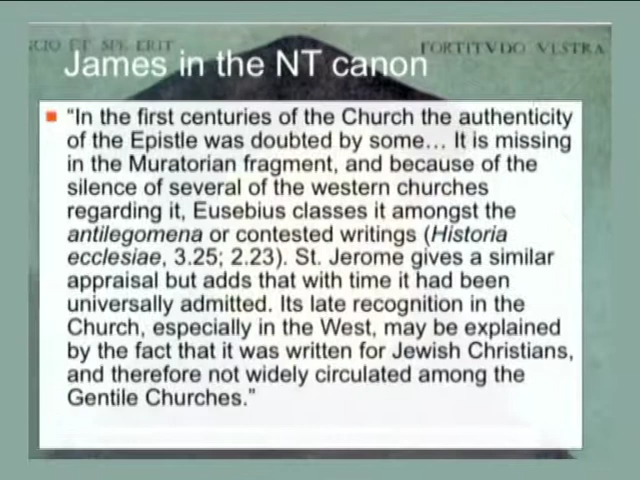 CIO ET SPE ERIT
FORTITVDO VESTRA
James in the NT canon
“In the first centuries of the Church the authenticity
of the Epistle was doubted by some… It is missing
in the Muratorian fragment, and because of the
silence of several of the western churches
regarding it, Eusebius classes it amongst the
antilegomena or contested writings (Historia
ecclesiae, 3.25; 2.23). St. Jerome gives a similar
appraisal but adds that with time it had been
universally admitted. Its late recognition in the
Church, especially in the West, may be explained
by the fact that it was written for Jewish Christians,
and therefore not widely circulated among the
Gentile Churches.”